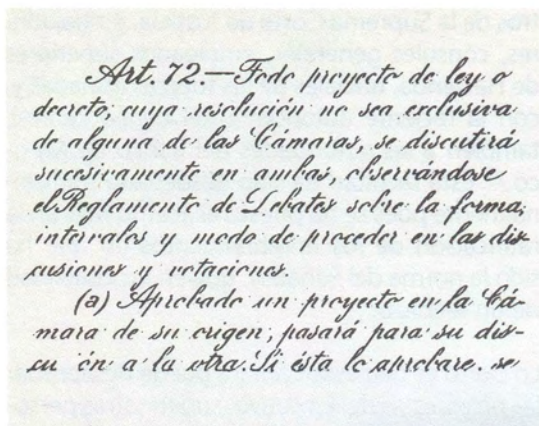 Art. 72.—Todo proyecto de ley o
decreto, cuya resolución no sea exclusiva
de alguna de las Cámaras, se discutirá
sucesivamente en ambas, observándose
el Reglamento de Debates sobre la forma,
intervalos y modo de proceder en las dis-
cusiones y votaciones.
(a) Aprobado un proyecto en la Cá-
mara de su origen, pasará para su dis-
cu ón a la otra. Si ésta lo aprobare. se